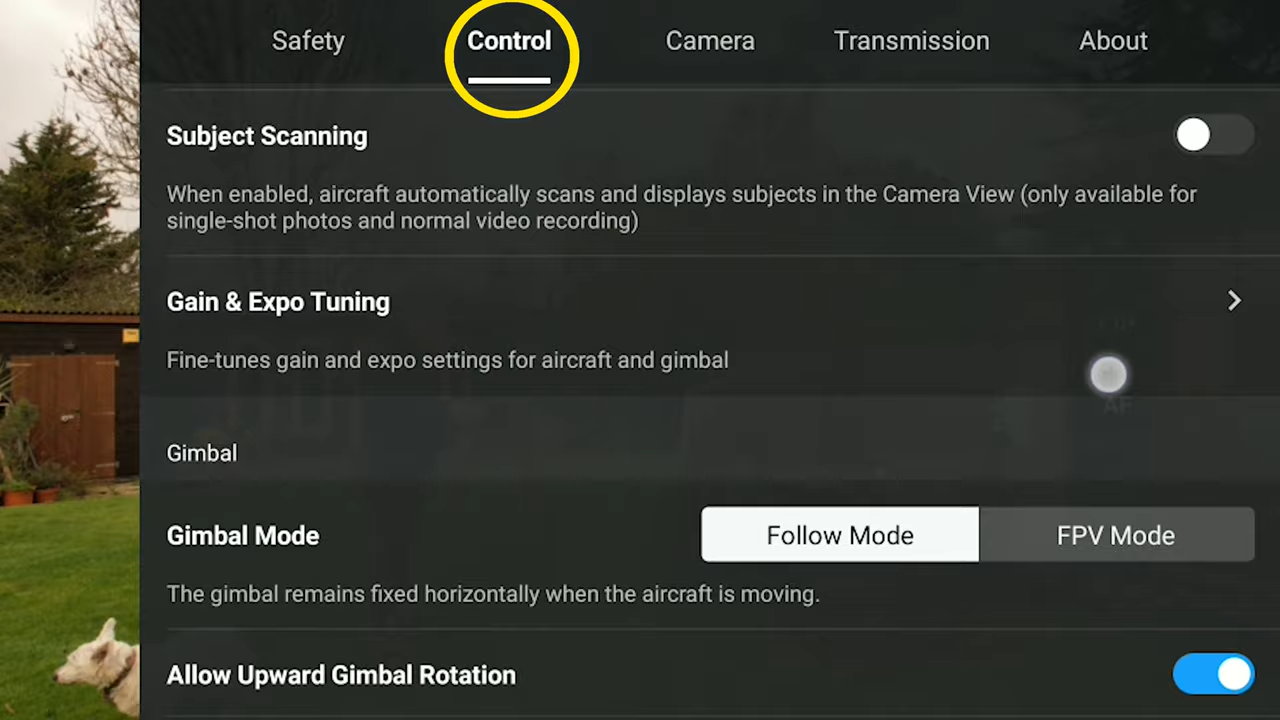 Safety Control Camera Transmission About
Subject Scanning
When enabled, aircraft automatically scans and displays subjects in the Camera View (only available for
single-shot photos and normal video recording)
Gain & Expo Tuning
Fine-tunes gain and expo settings for aircraft and gimbal
AF
Gimbal
Gimbal Mode Follow Mode FPV Mode
The gimbal remains fixed horizontally when the aircraft is moving.
Allow Upward Gimbal Rotation